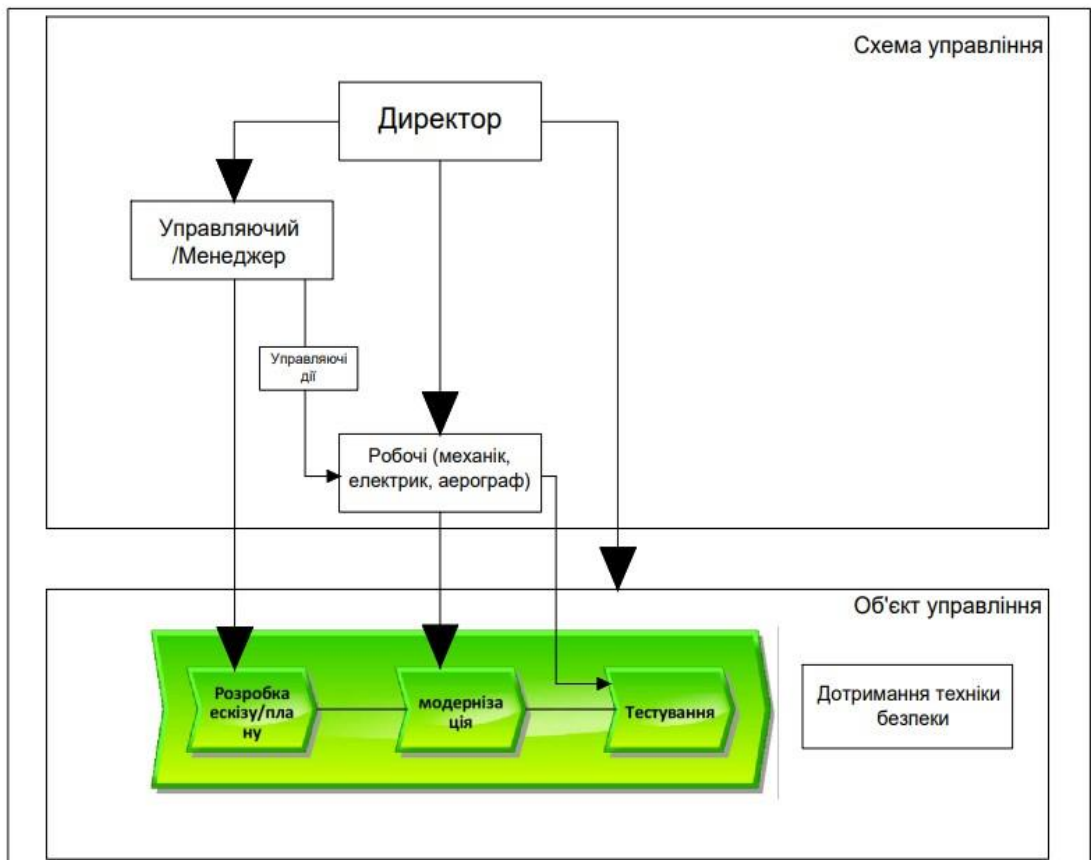 Схема управління
Директор
Управляючий
/Менеджер
Управляючі
дії
Робочі (механік,
електрик, аерограф)
Об'єкт управління
Розробка
ескізу/пла
ну
модерніза
ція
Тестування
Дотримання техніки
безпеки